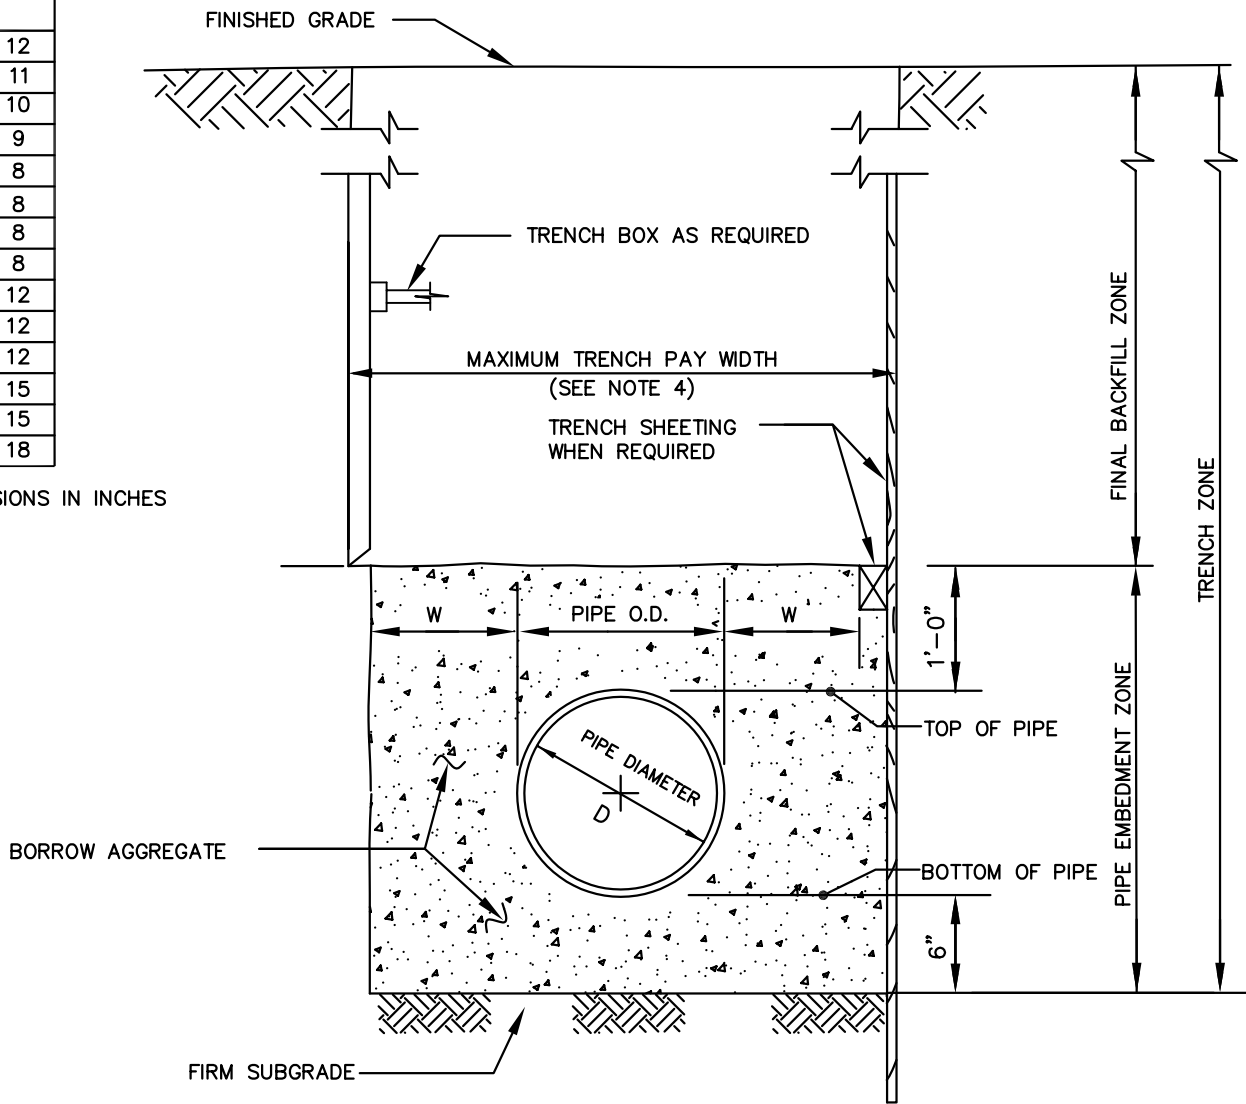 12
11
10
9
8
8
8
8
12
12
12
15
15
18
SIONS IN INCHES
FINISHED GRADE
TRENCH BOX AS REQUIRED
MAXIMUM TRENCH PAY WIDTH
(SEE NOTE 4)
TRENCH SHEETING
WHEN REQUIRED
FINAL BACKFILL ZONE
TRENCH ZONE
W
PIPE O.D.
W
1'-0"
TOP OF PIPE
PIPE DIAMETER
D
PIPE EMBEDMENT ZONE
BORROW AGGREGATE
BOTTOM OF PIPE
6"
FIRM SUBGRADE